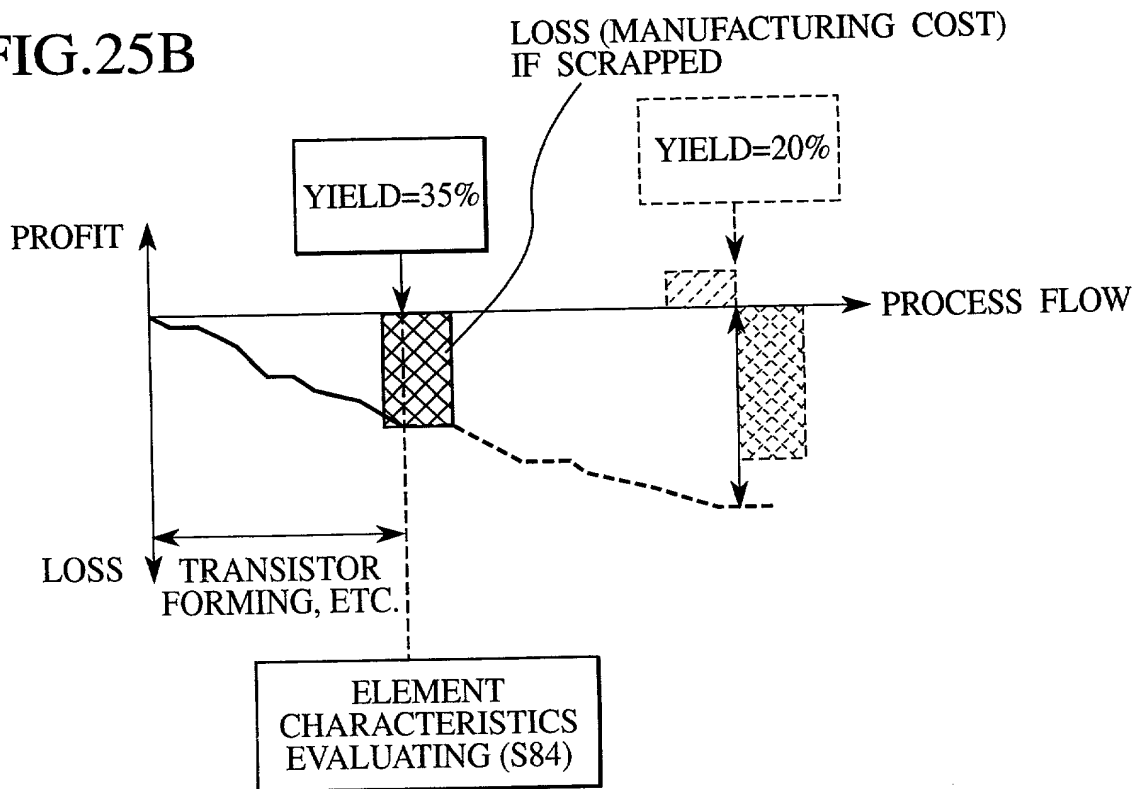 FIG.25B
LOSS (MANUFACTURING COST)
IF SCRAPPED
YIELD=35%
YIELD=20%
PROFIT
PROCESS FLOW
LOSS
TRANSISTOR
FORMING, ETC.
ELEMENT
CHARACTERISTICS
EVALUATING (S84)